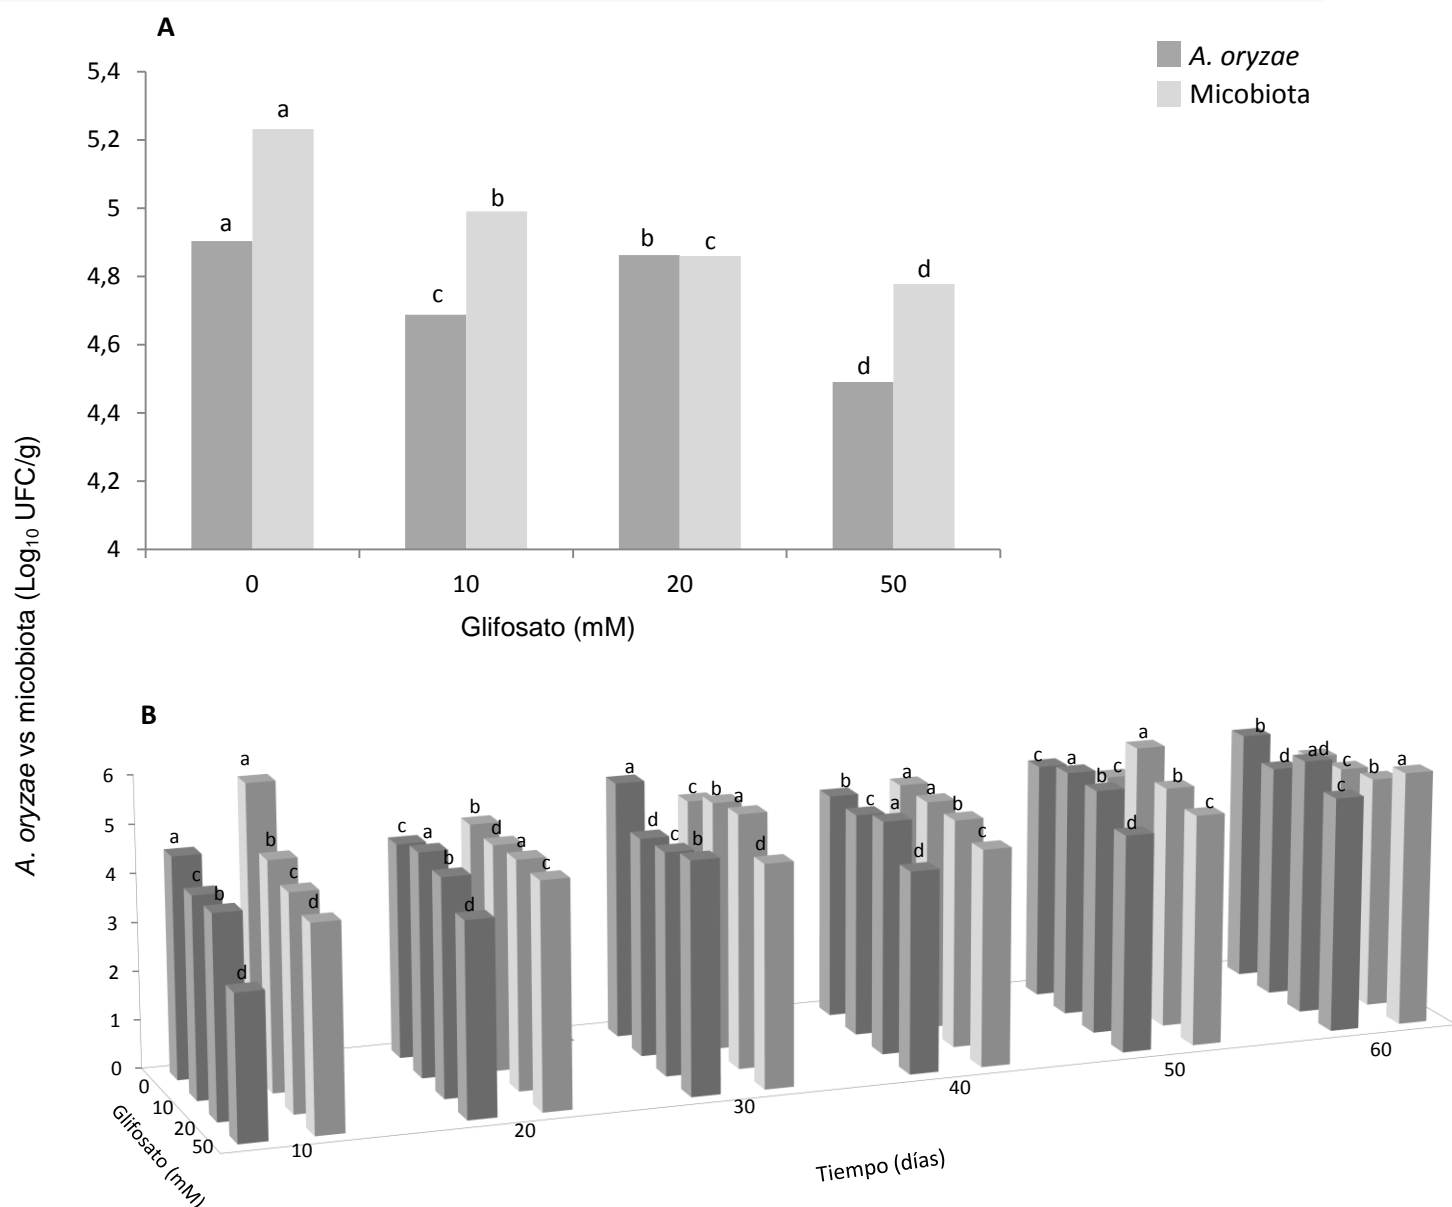 A
A. oryzae
Micobiota
5,4
5,2
5
4,8
4,6
4,4
4,2
4
a
a
c
b
b
c
d
d
0
10
20
50
Glifosato (mM)
A. oryzae vs micobiota (Log₁₀ UFC/g)
B
6
5
4
3
2
1
0
a
c
b
d
a
b
c
d
c
a
b
d
b
d
a
c
a
d
c
b
c
b
a
d
b
c
a
d
a
a
b
c
c
a
b
d
c
a
b
c
b
d
ad
c
c
b
a
0
10
20
50
Glifosato (mM)
10
20
30
40
50
60
Tiempo (días)